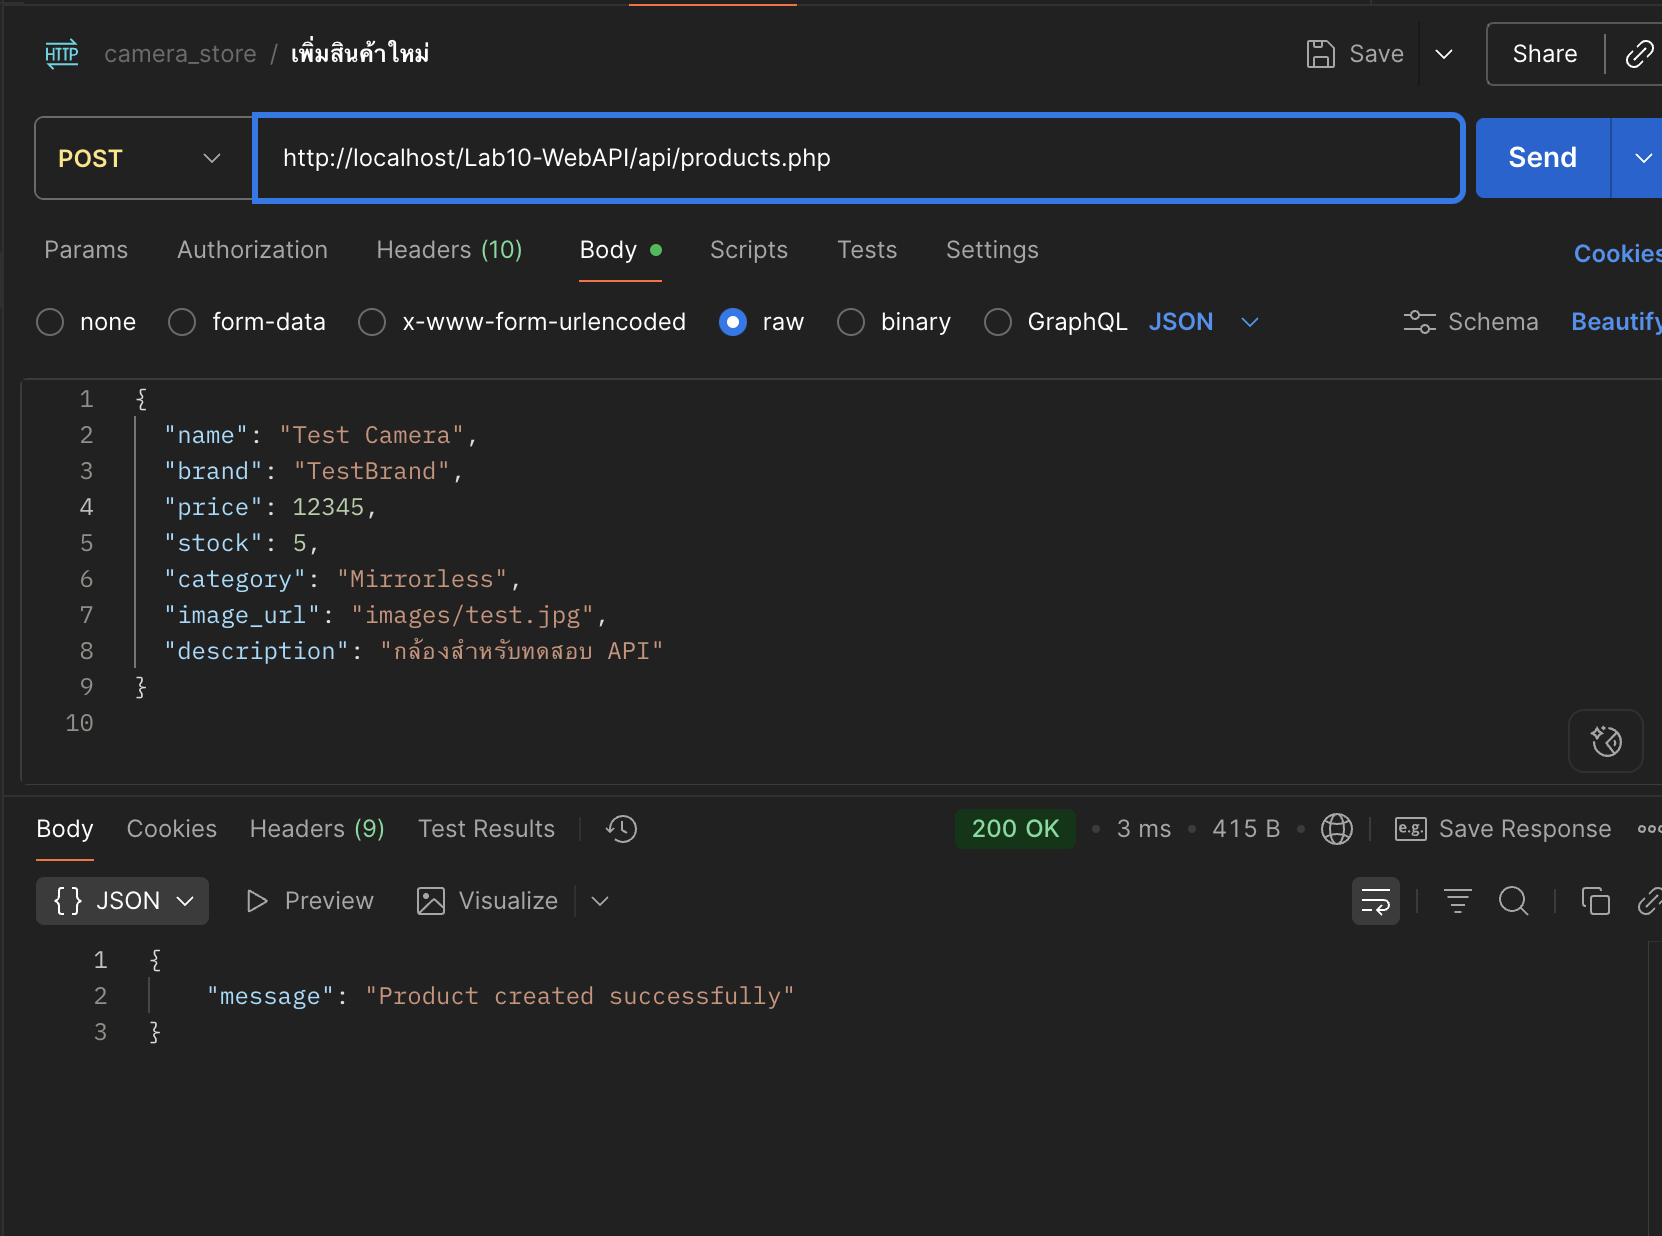 HTTP camera_store / เพิ่มสินค้าใหม่ Save Share
POST http://localhost/Lab10-WebAPI/api/products.php Send
Params Authorization Headers (10) Body Scripts Tests Settings Cookies
none form-data x-www-form-urlencoded raw binary GraphQL JSON Schema Beautify
1 {
2 "name": "Test Camera",
3 "brand": "TestBrand",
4 "price": 12345,
5 "stock": 5,
6 "category": "Mirrorless",
7 "image_url": "images/test.jpg",
8 "description": "กล้องสำหรับทดสอบ API"
9 }
10
Body Cookies Headers (9) Test Results 200 OK • 3 ms • 415 B • e.g. Save Response
{} JSON Preview Visualize
1 {
2 "message": "Product created successfully"
3 }